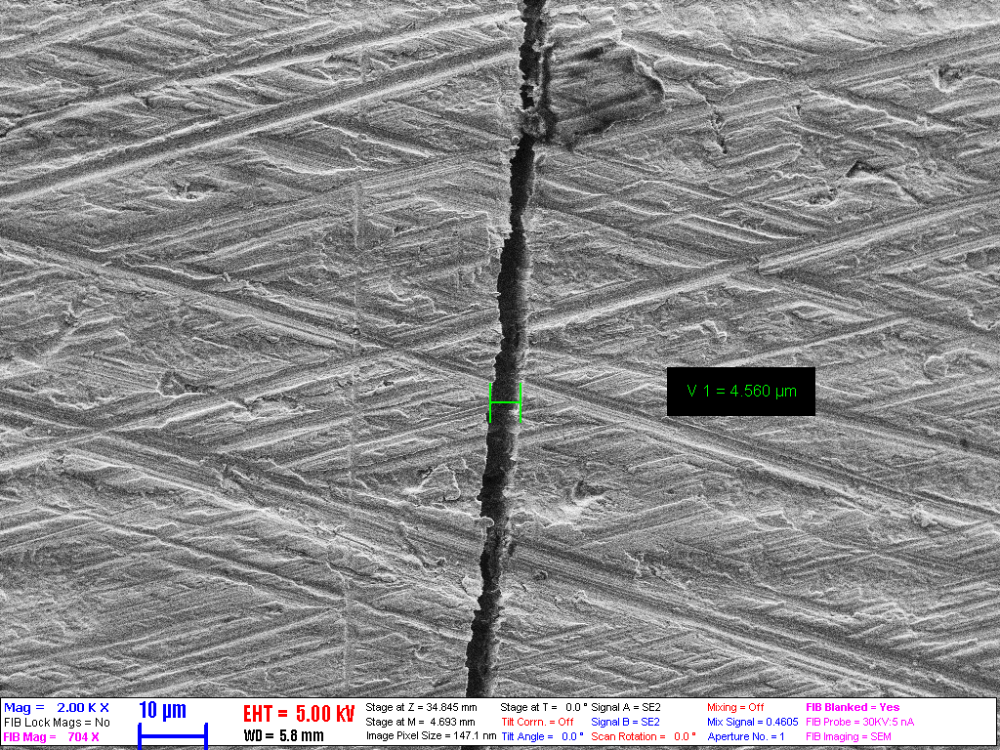 V 1 = 4.560 µm
Mag = 2.00 K X
FIB Lock Mags = No
FIB Mag = 704 X
10 µm
EHT = 5.00 kV
WD = 5.8 mm
Stage at Z = 34.845 mm
Stage at M = 4.693 mm
Image Pixel Size = 147.1 nm
Stage at T = 0.0 °
Tilt Corrn. = Off
Tilt Angle = 0.0 °
Signal A = SE2
Signal B = SE2
Scan Rotation = 0.0 °
Mixing = Off
Mix Signal = 0.4605
Aperture No. = 1
FIB Blanked = Yes
FIB Probe = 30KV:5 nA
FIB Imaging = SEM